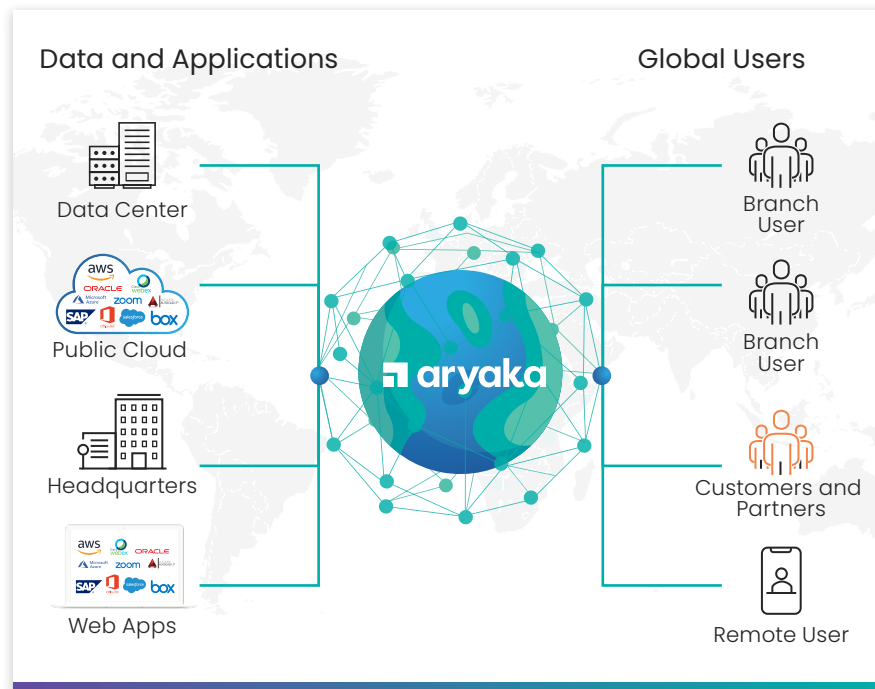 Data and Applications
Global Users
Data Center
Branch
User
aws
ORACLE
webex
Microsoft
Azure
zoom
SAP
Office
salesforce
box
Public Cloud
Branch
User
aryaka
Headquarters
Customers and
Partners
aws
webex
ORACLE
Microsoft
Azure
zoom
SAP
Office
salesforce
box
Web Apps
Remote User